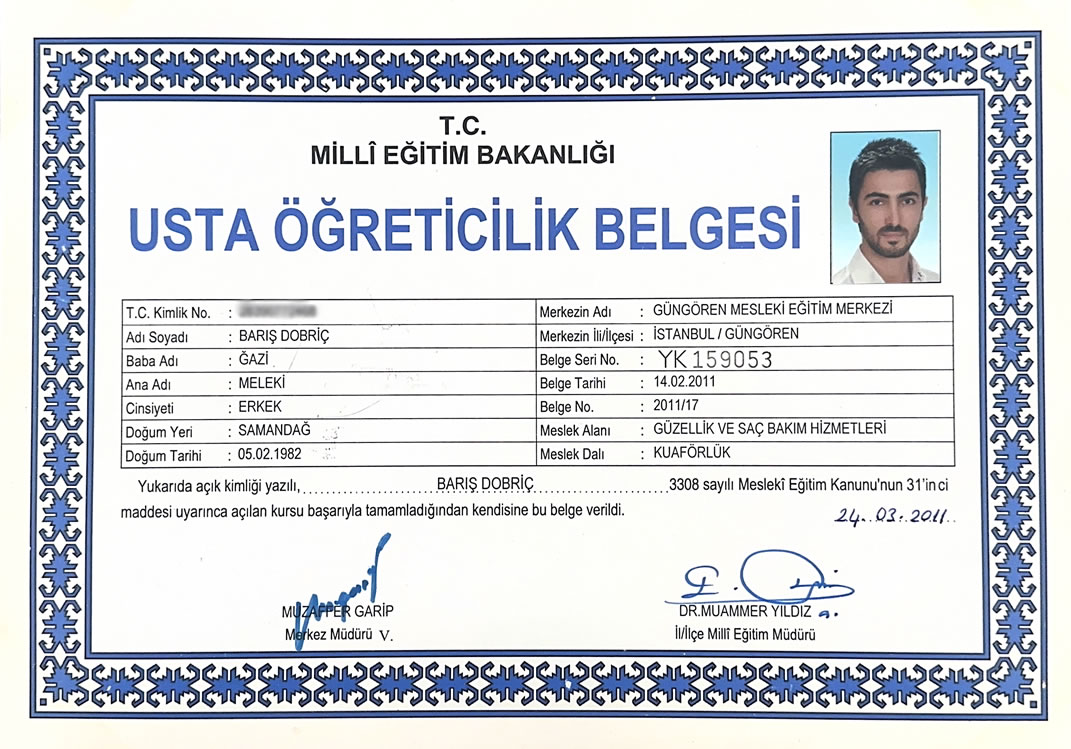 T.C.
MİLLÎ EĞİTİM BAKANLIĞI
USTA ÖĞRETİCİLİK BELGESİ
T.C. Kimlik No. :
Adı Soyadı : BARIŞ DOBRİÇ
Baba Adı : ĞAZİ
Ana Adı : MELEKİ
Cinsiyeti : ERKEK
Doğum Yeri : SAMANDAĞ
Doğum Tarihi : 05.02.1982
Merkezin Adı : GÜNGÖREN MESLEKİ EĞİTİM MERKEZİ
Merkezin İli/İlçesi : İSTANBUL / GÜNGÖREN
Belge Seri No. : YK 159053
Belge Tarihi : 14.02.2011
Belge No. : 2011/17
Meslek Alanı : GÜZELLİK VE SAÇ BAKIM HİZMETLERİ
Meslek Dalı : KUAFÖRLÜK
Yukarıda açık kimliği yazılı, BARIŞ DOBRİÇ 3308 sayılı Meslekî Eğitim Kanunu'nun 31'inci
maddesi uyarınca açılan kursu başarıyla tamamladığından kendisine bu belge verildi.
24.03.2011
MUZAFFER GARİP
Merkez Müdürü V.
DR.MUAMMER YILDIZ a.
İl/İlçe Millî Eğitim Müdürü